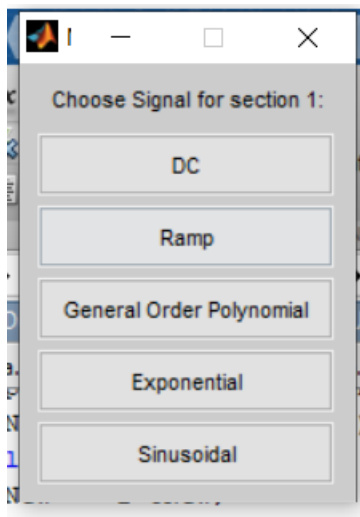 Choose Signal for section 1:
DC
Ramp
General Order Polynomial
Exponential
Sinusoidal